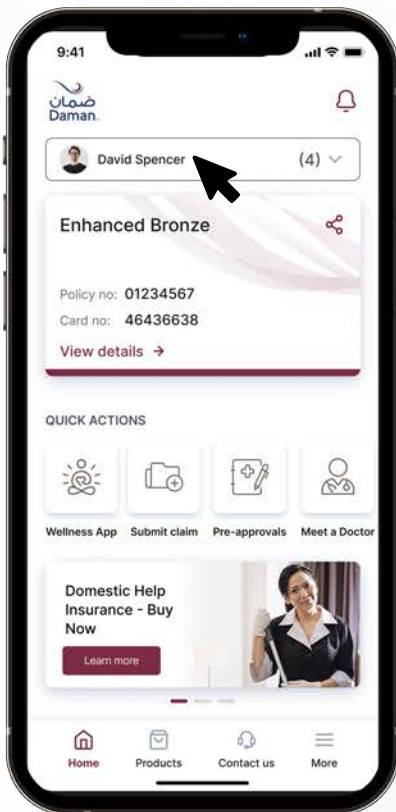 9:41
ضمان
Daman.
David Spencer (4)
Enhanced Bronze
Policy no: 01234567
Card no: 46436638
View details →
QUICK ACTIONS
Wellness App Submit claim Pre-approvals Meet a Doctor
Domestic Help
Insurance - Buy
Now
Learn more
Home Products Contact us More